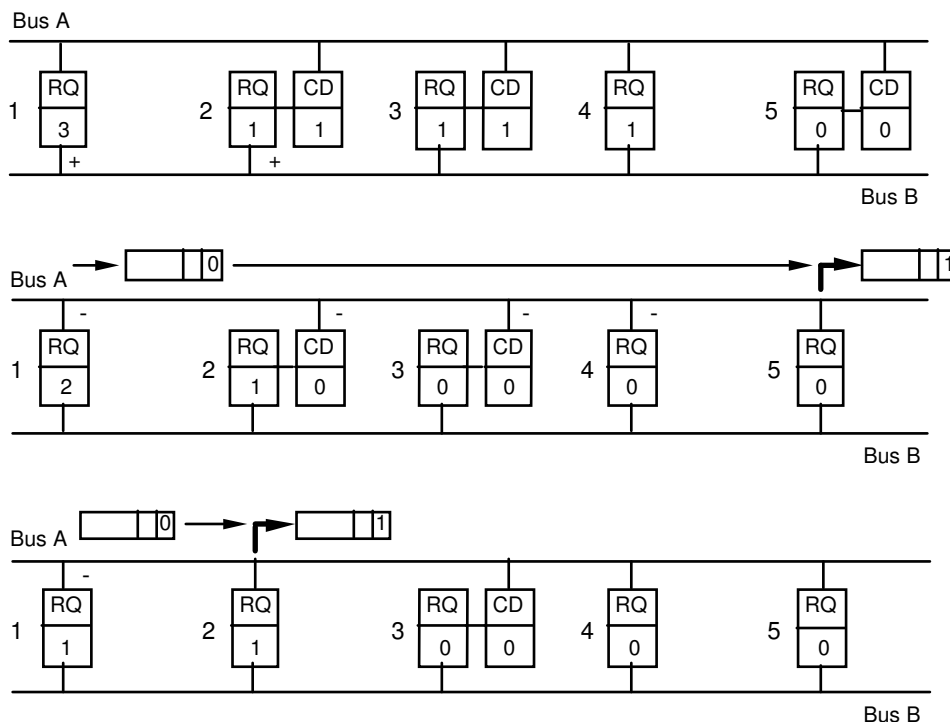 Bus A
RQ RQ CD RQ CD RQ RQ CD
1 2 3 4 5
3 1 1 1 1 1 0 0
+ +
Bus B
0 1
Bus A
- - - -
RQ RQ CD RQ CD RQ RQ
1 2 3 4 5
2 1 0 0 0 0 0
Bus B
0 1
Bus A
-
RQ RQ RQ CD RQ RQ
1 2 3 4 5
1 1 0 0 0 0
Bus B